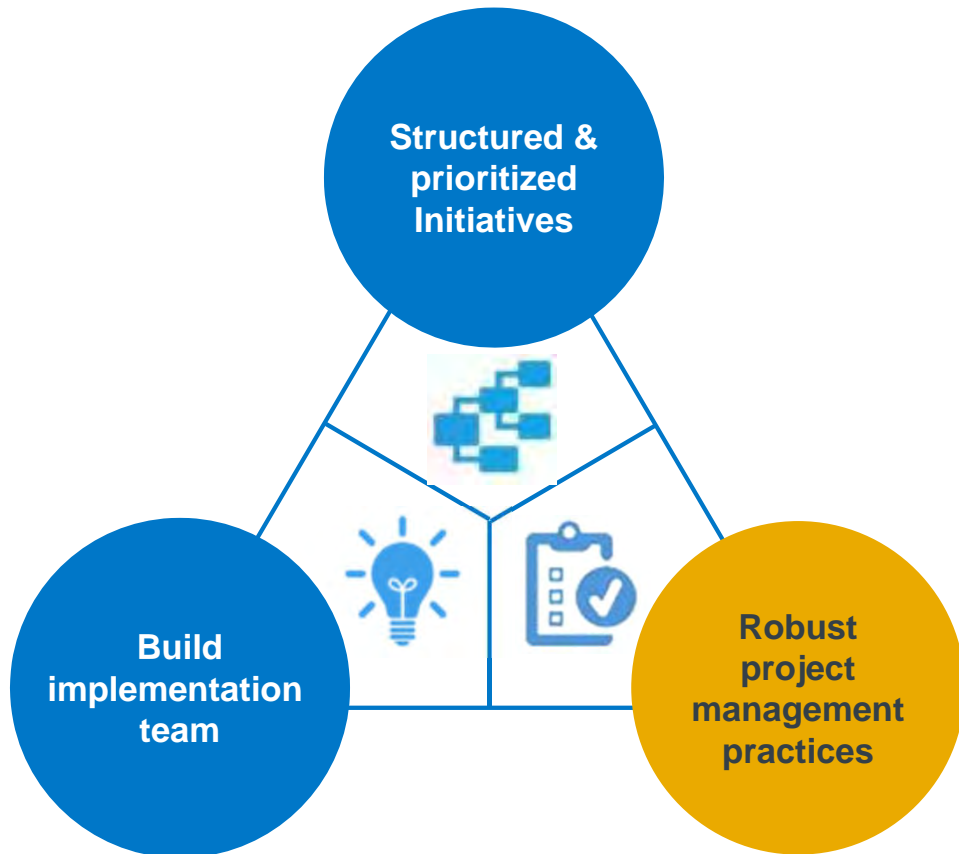 Structured &
prioritized
Initiatives
Build
implementation
team
Robust
project
management
practices